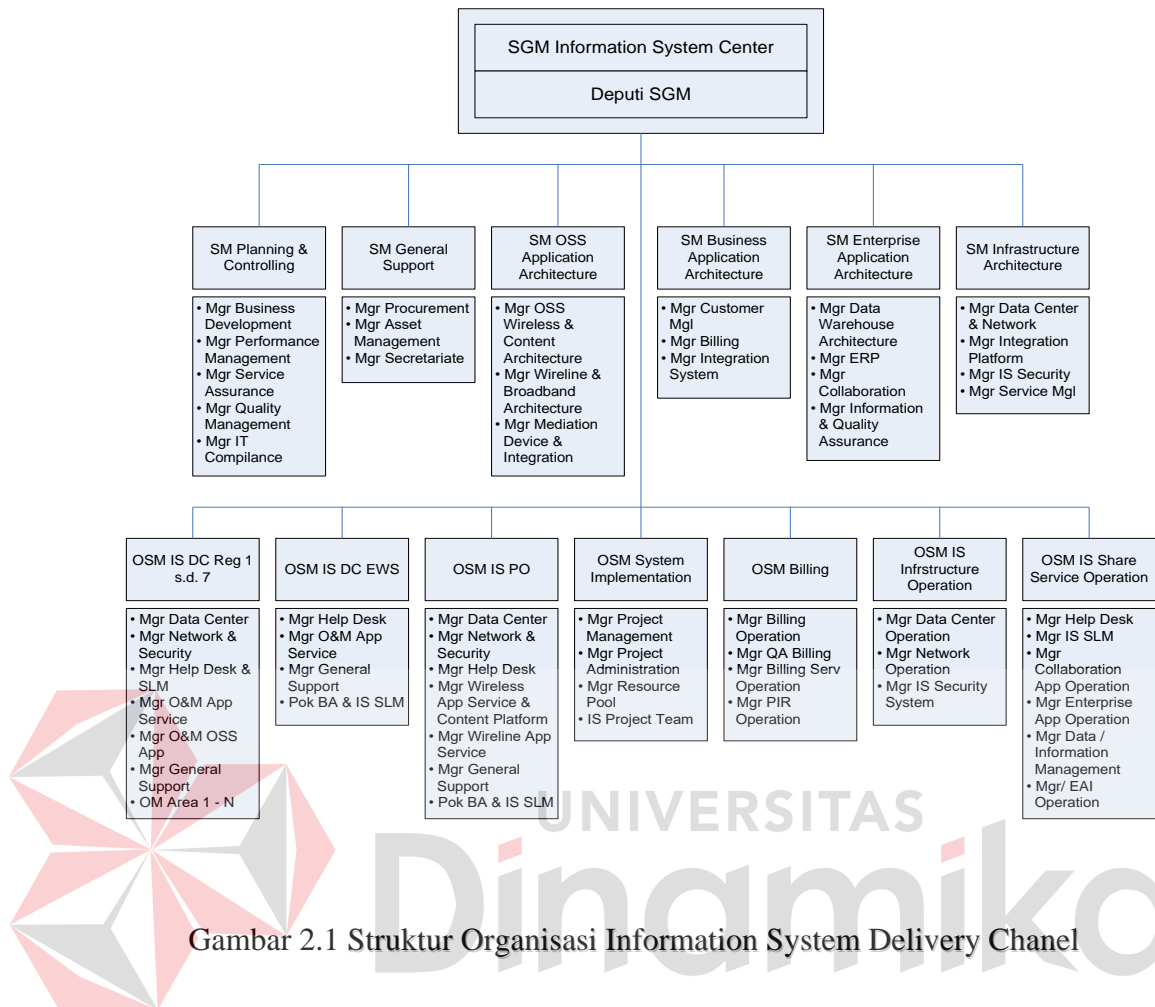 SGM Information System Center
Deputi SGM
SM Planning &
Controlling
• Mgr Business
Development
• Mgr Performance
Management
• Mgr Service
Assurance
• Mgr Quality
Management
• Mgr IT
Compilance
SM General
Support
• Mgr Procurement
• Mgr Asset
Management
• Mgr Secretariate
SM OSS
Application
Architecture
• Mgr OSS
Wireless &
Content
Architecture
• Mgr Wireline &
Broadband
Architecture
• Mgr Mediation
Device &
Integration
SM Business
Application
Architecture
• Mgr Customer
Mgl
• Mgr Billing
• Mgr Integration
System
SM Enterprise
Application
Architecture
• Mgr Data
Warehouse
Architecture
• Mgr ERP
• Mgr
Collaboration
• Mgr Information
& Quality
Assurance
SM Infrastructure
Architecture
• Mgr Data Center
& Network
• Mgr Integration
Platform
• Mgr IS Security
• Mgr Service Mgl
OSM IS DC Reg 1
s.d. 7
• Mgr Data Center
• Mgr Network &
Security
• Mgr Help Desk &
SLM
• Mgr O&M App
Service
• Mgr O&M OSS
App
• Mgr General
Support
• OM Area 1 - N
OSM IS DC EWS
• Mgr Help Desk
• Mgr O&M App
Service
• Mgr General
Support
• Pok BA & IS SLM
OSM IS PO
• Mgr Data Center
• Mgr Network &
Security
• Mgr Help Desk
• Mgr Wireless
App Service &
Content Platform
• Mgr Wireline App
Service
• Mgr General
Support
• Pok BA & IS SLM
OSM System
Implementation
• Mgr Project
Management
• Mgr Project
Administration
• Mgr Resource
Pool
• IS Project Team
OSM Billing
• Mgr Billing
Operation
• Mgr QA Billing
• Mgr Billing Serv
Operation
• Mgr PIR
Operation
OSM IS
Infrstructure
Operation
• Mgr Data Center
Operation
• Mgr Network
Operation
• Mgr IS Security
System
OSM IS Share
Service Operation
• Mgr Help Desk
• Mgr IS SLM
• Mgr
Collaboration
App Operation
• Mgr Enterprise
App Operation
• Mgr Data /
Information
Management
• Mgr/ EAI
Operation
UNIVERSITAS
Dinamika
Gambar 2.1 Struktur Organisasi Information System Delivery Chanel